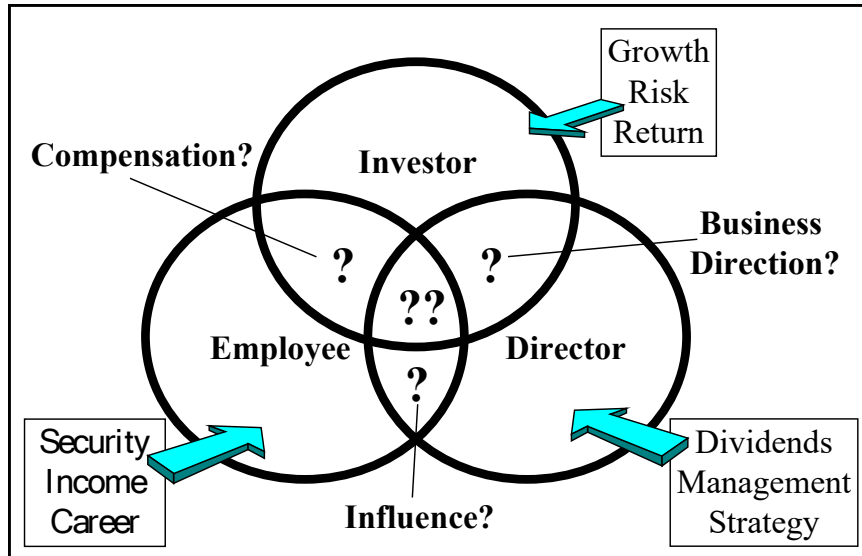 Growth
Risk
Return
Compensation?
Investor
Business
Direction?
?
?
??
Employee
Director
?
Security
Income
Career
Dividends
Management
Strategy
Influence?